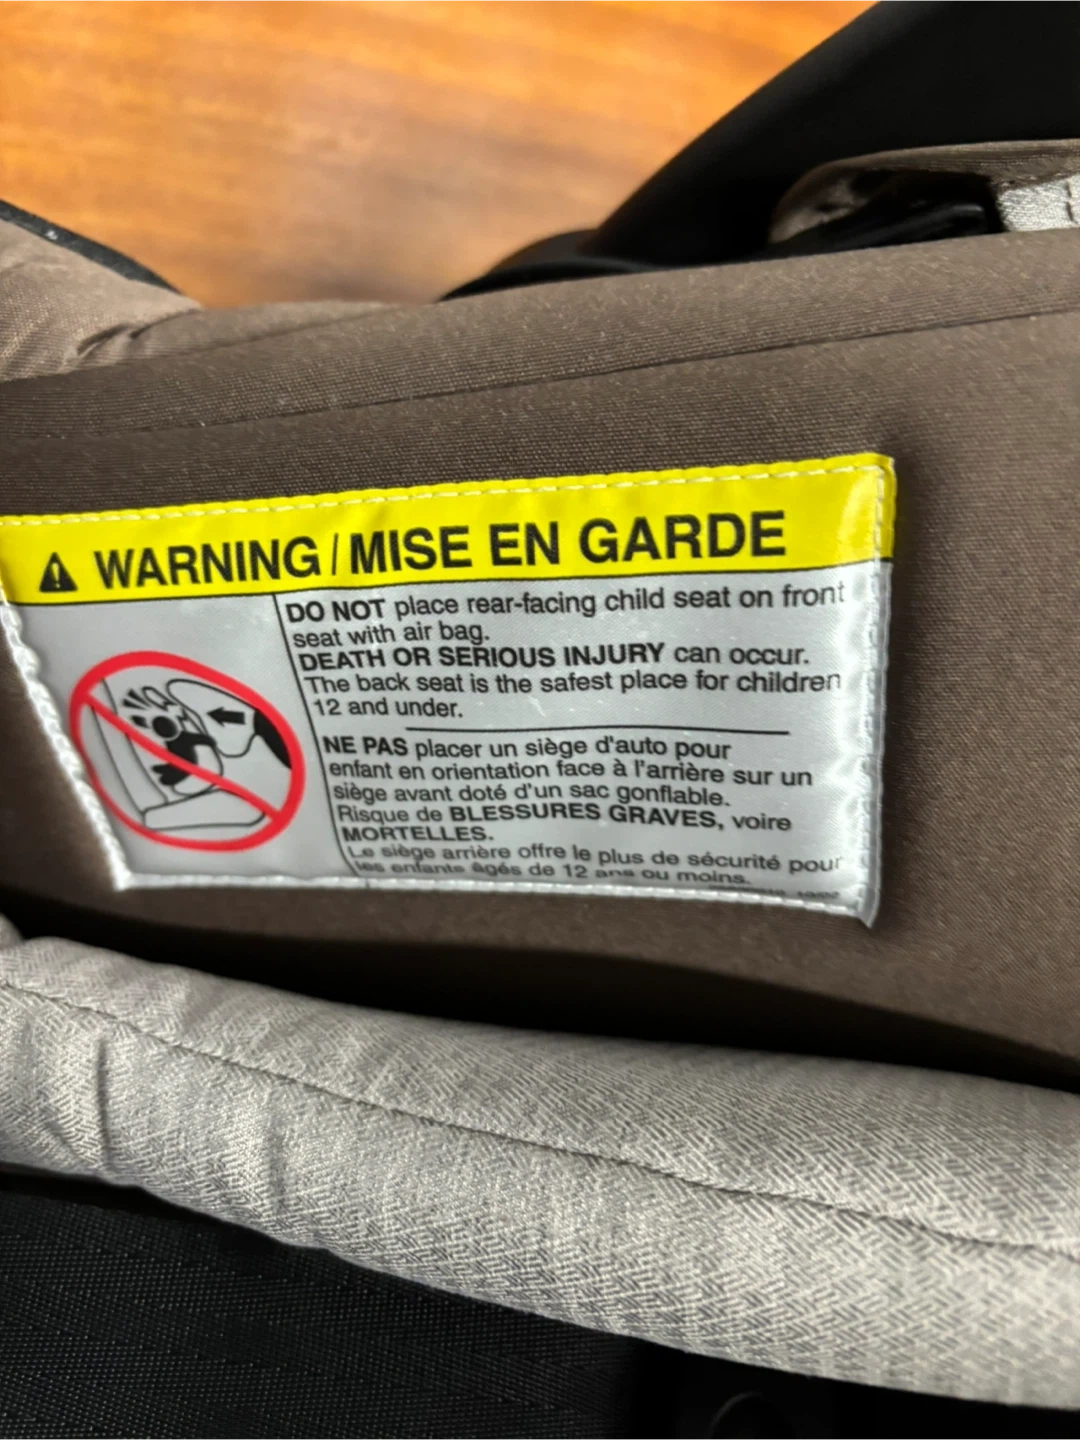 WARNING / MISE EN GARDE
DO NOT place rear-facing child seat on front
seat with air bag.
DEATH OR SERIOUS INJURY can occur.
The back seat is the safest place for children
12 and under.
NE PAS placer un siège d'auto pour
enfant en orientation face à l'arrière sur un
siège avant doté d'un sac gonflable.
Risque de BLESSURES GRAVES, voire
MORTELLES.
Le siège arrière offre le plus de sécurité pour
les enfants âgés de 12 ans ou moins.